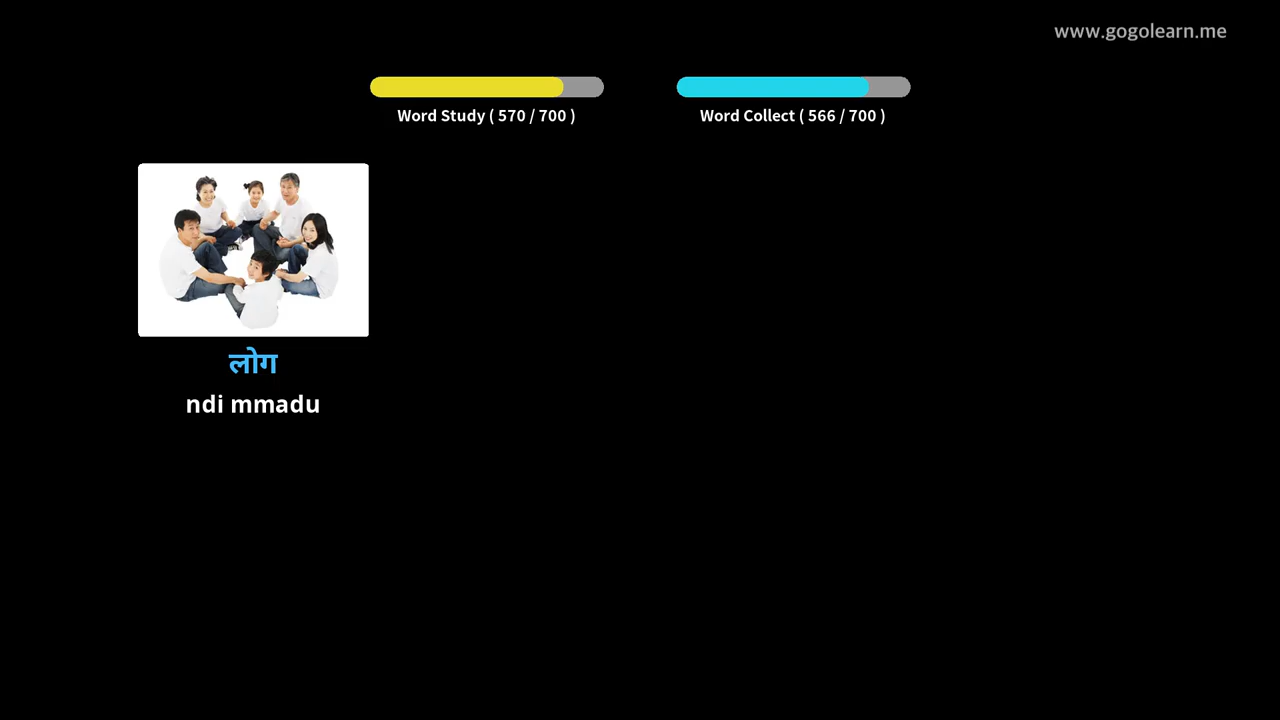 www.gogolearn.me
Word Study ( 570 / 700 )
Word Collect ( 566 / 700 )
लोग
ndi mmadu